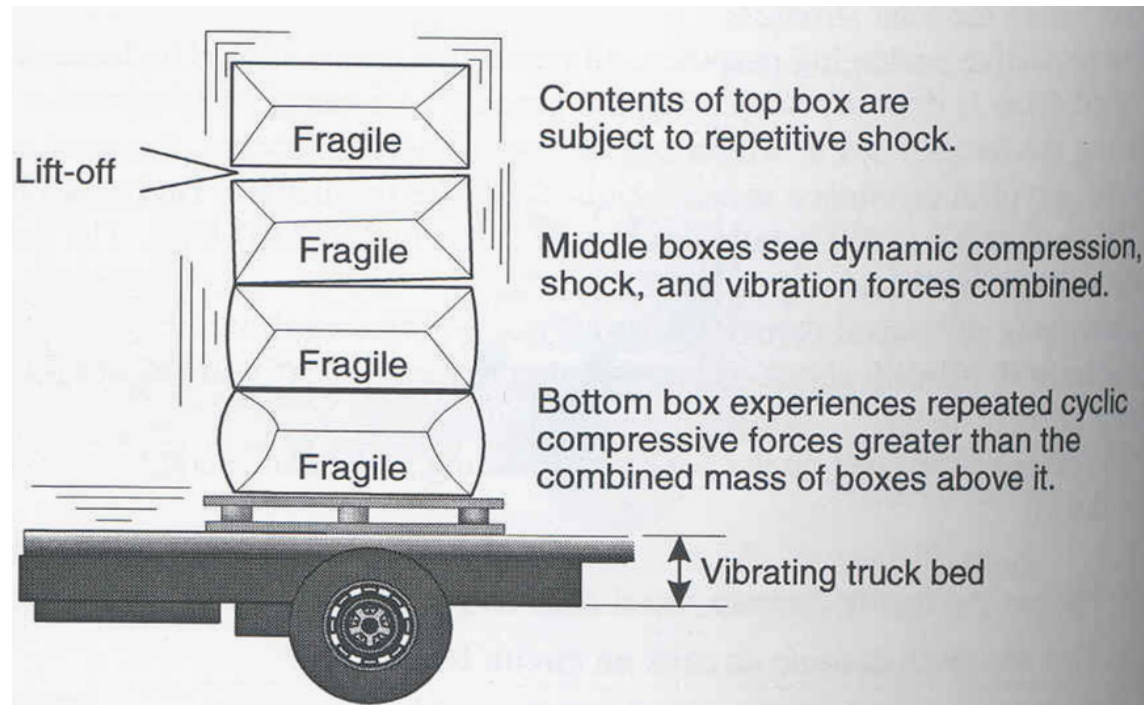 Contents of top box are
subject to repetitive shock.
Fragile
Lift-off
Fragile
Middle boxes see dynamic compression,
shock, and vibration forces combined.
Fragile
Bottom box experiences repeated cyclic
compressive forces greater than the
combined mass of boxes above it.
Fragile
Vibrating truck bed